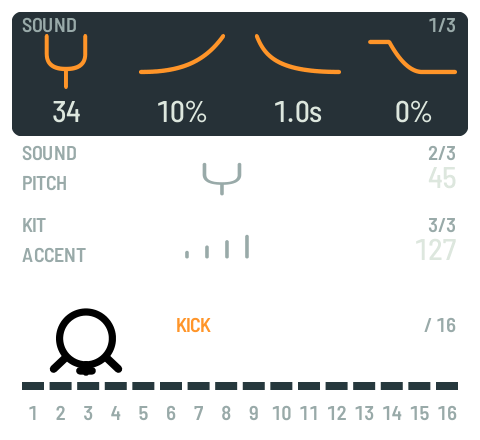 SOUND 1/3
34 10% 1.0s 0%
SOUND 2/3
PITCH 45
KIT 3/3
ACCENT 127
KICK / 16
1 2 3 4 5 6 7 8 9 10 11 12 13 14 15 16